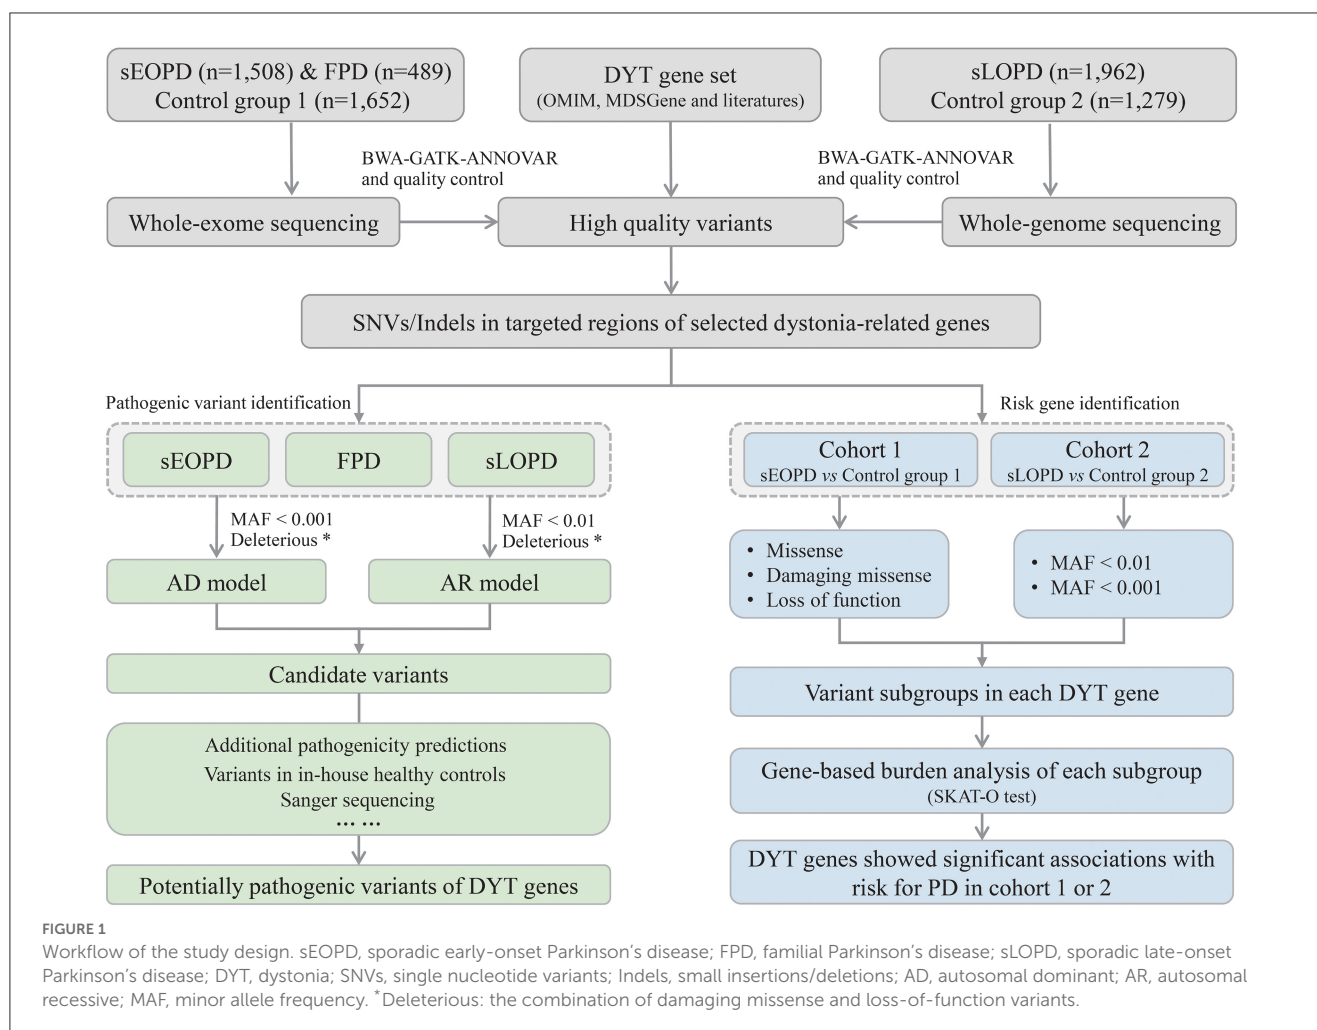 sEOPD (n=1,508) & FPD (n=489)
Control group 1 (n=1,652)
DYT gene set
(OMIM, MDSGene and literatures)
sLOPD (n=1,962)
Control group 2 (n=1,279)
BWA-GATK-ANNOVAR
and quality control
BWA-GATK-ANNOVAR
and quality control
Whole-exome sequencing
High quality variants
Whole-genome sequencing
SNVs/Indels in targeted regions of selected dystonia-related genes
Pathogenic variant identification
Risk gene identification
sEOPD
FPD
sLOPD
Cohort 1
sEOPD vs Control group 1
Cohort 2
sLOPD vs Control group 2
MAF < 0.001
Deleterious *
MAF < 0.01
Deleterious *
AD model
AR model
• Missense
• Damaging missense
• Loss of function
• MAF < 0.01
• MAF < 0.001
Candidate variants
Variant subgroups in each DYT gene
Additional pathogenicity predictions
Variants in in-house healthy controls
Sanger sequencing
... ...
Gene-based burden analysis of each subgroup
(SKAT-O test)
Potentially pathogenic variants of DYT genes
DYT genes showed significant associations with
risk for PD in cohort 1 or 2
FIGURE 1
Workflow of the study design. sEOPD, sporadic early-onset Parkinson's disease; FPD, familial Parkinson's disease; sLOPD, sporadic late-onset
Parkinson's disease; DYT, dystonia; SNVs, single nucleotide variants; Indels, small insertions/deletions; AD, autosomal dominant; AR, autosomal
recessive; MAF, minor allele frequency. *Deleterious: the combination of damaging missense and loss-of-function variants.